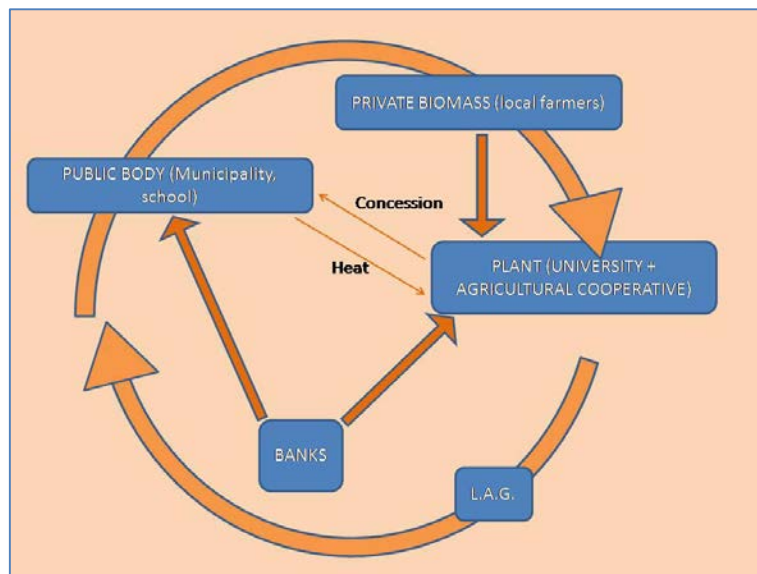 PRIVATE BIOMASS (local farmers)
PUBLIC BODY (Municipality,
school)
Concession
Heat
PLANT (UNIVERSITY +
AGRICULTURAL COOPERATIVE)
BANKS
L.A.G.